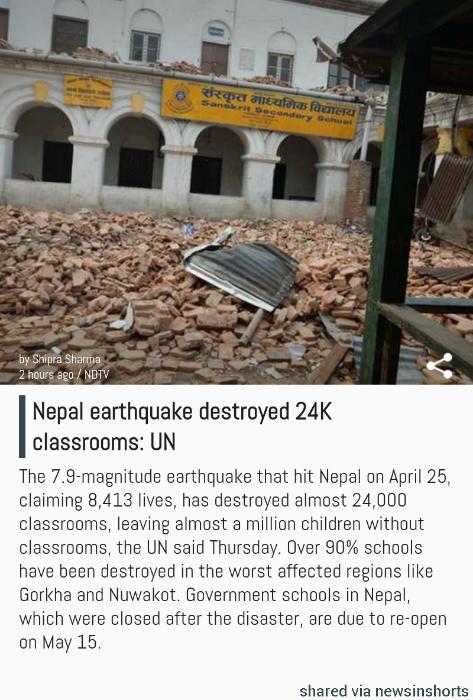 संस्कृत माध्यमिक विद्यालय
Sanskrit Secondary School
by Shipra Sharma
2 hours ago / NDTV
Nepal earthquake destroyed 24K
classrooms: UN
The 7.9-magnitude earthquake that hit Nepal on April 25,
claiming 8,413 lives, has destroyed almost 24,000
classrooms, leaving almost a million children without
classrooms, the UN said Thursday. Over 90% schools
have been destroyed in the worst affected regions like
Gorkha and Nuwakot. Government schools in Nepal,
which were closed after the disaster, are due to re-open
on May 15.
shared via newsinshorts